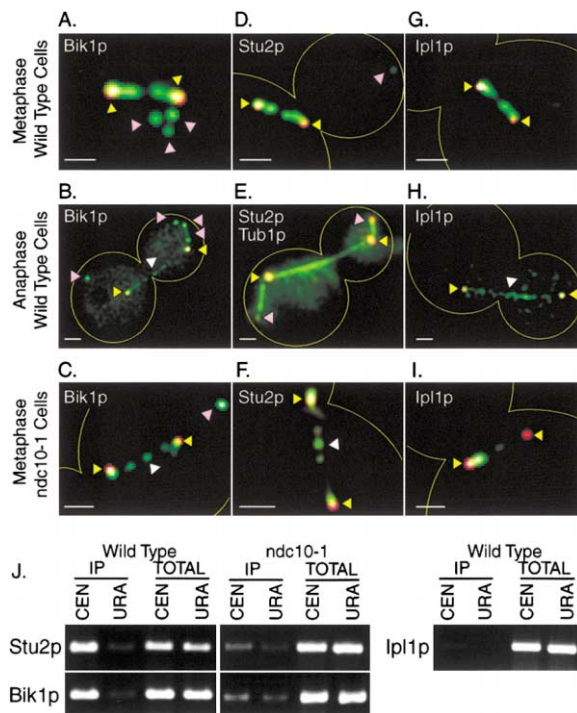 A. D. G.
Metaphase
Wild Type Cells
Bik1p Stu2p Ipl1p
B. E. H.
Anaphase
Wild Type Cells
Bik1p Stu2p Ipl1p
Tub1p
C. F. I.
Metaphase
ndc10-1 Cells
Bik1p Stu2p Ipl1p
J.
Wild Type ndc10-1 Wild Type
IP TOTAL IP TOTAL IP TOTAL
CEN URA CEN URA CEN URA CEN URA CEN URA CEN URA
Stu2p Ipl1p
Bik1p